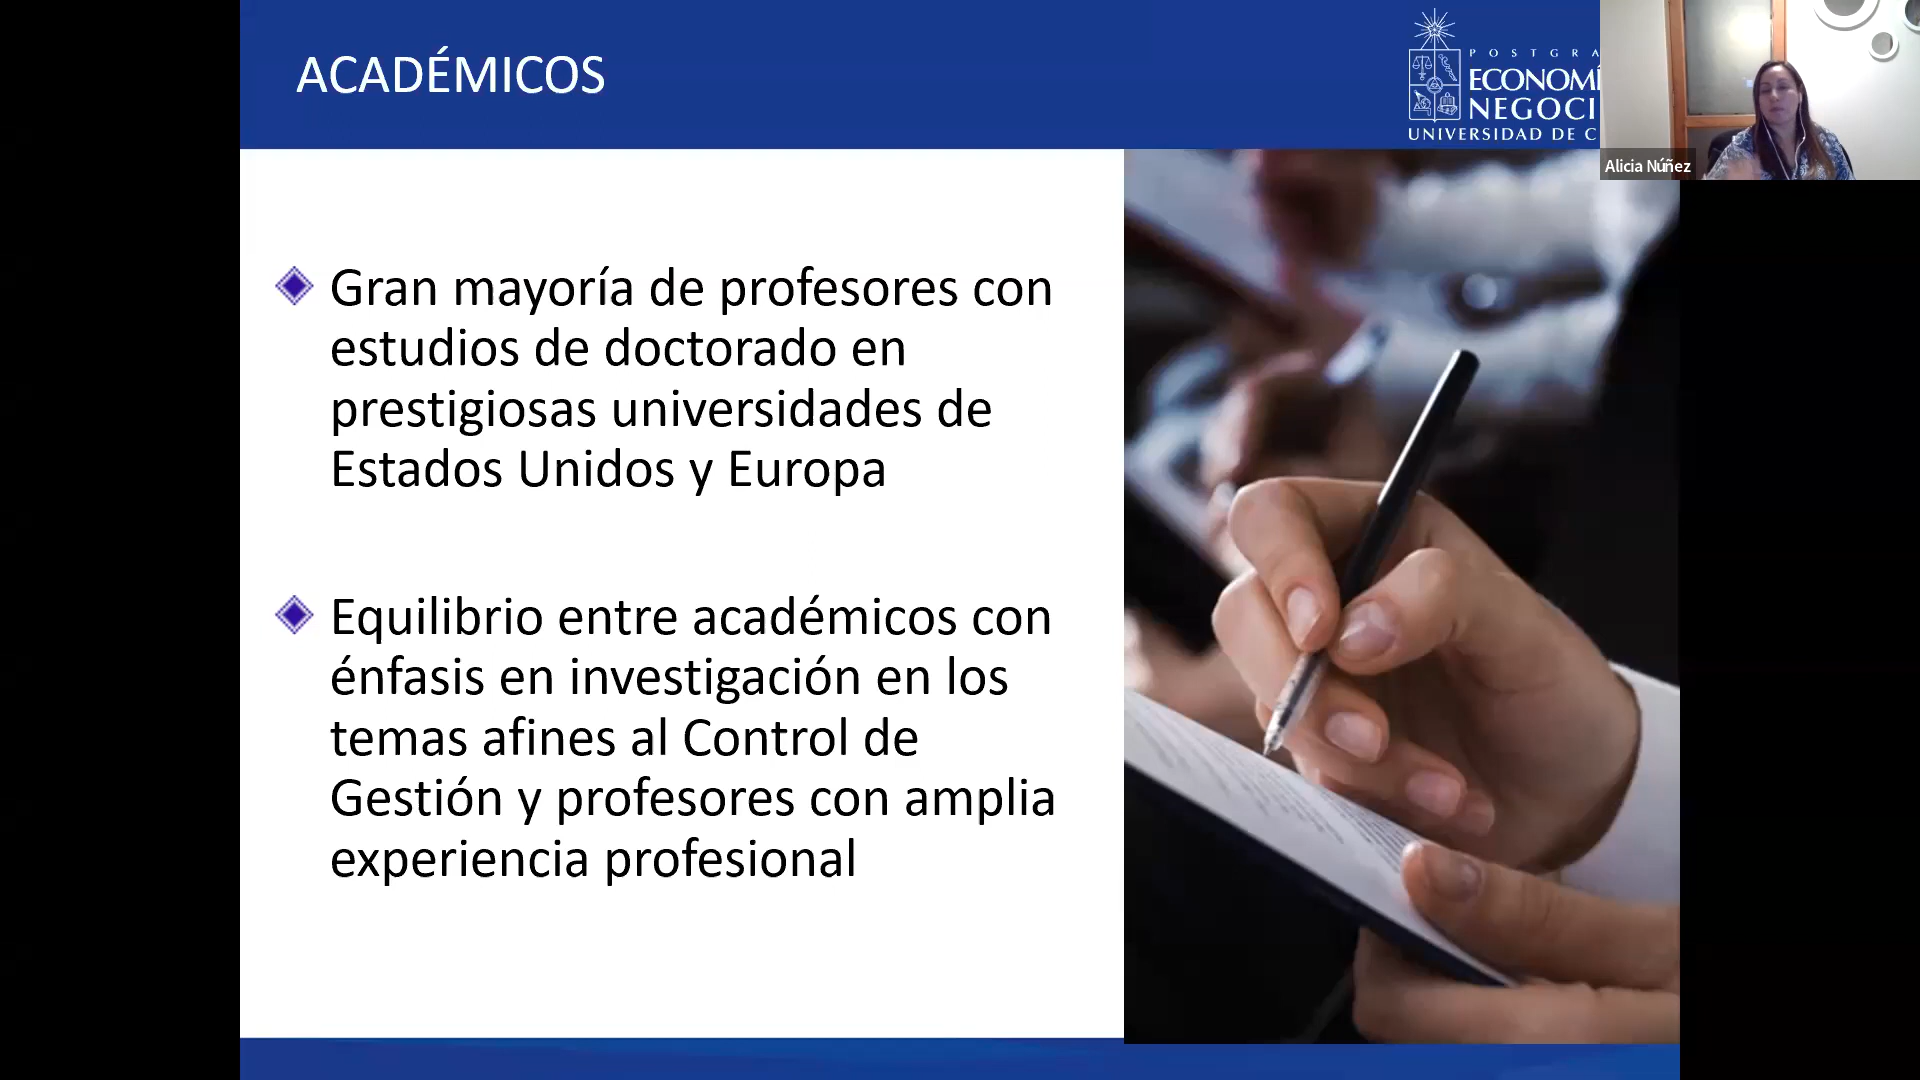 ACADÉMICOS
POSTGRA
ECONOMÍ
NEGOCI
UNIVERSIDAD DE C
Alicia Núñez
Gran mayoría de profesores con
estudios de doctorado en
prestigiosas universidades de
Estados Unidos y Europa
Equilibrio entre académicos con
énfasis en investigación en los
temas afines al Control de
Gestión y profesores con amplia
experiencia profesional